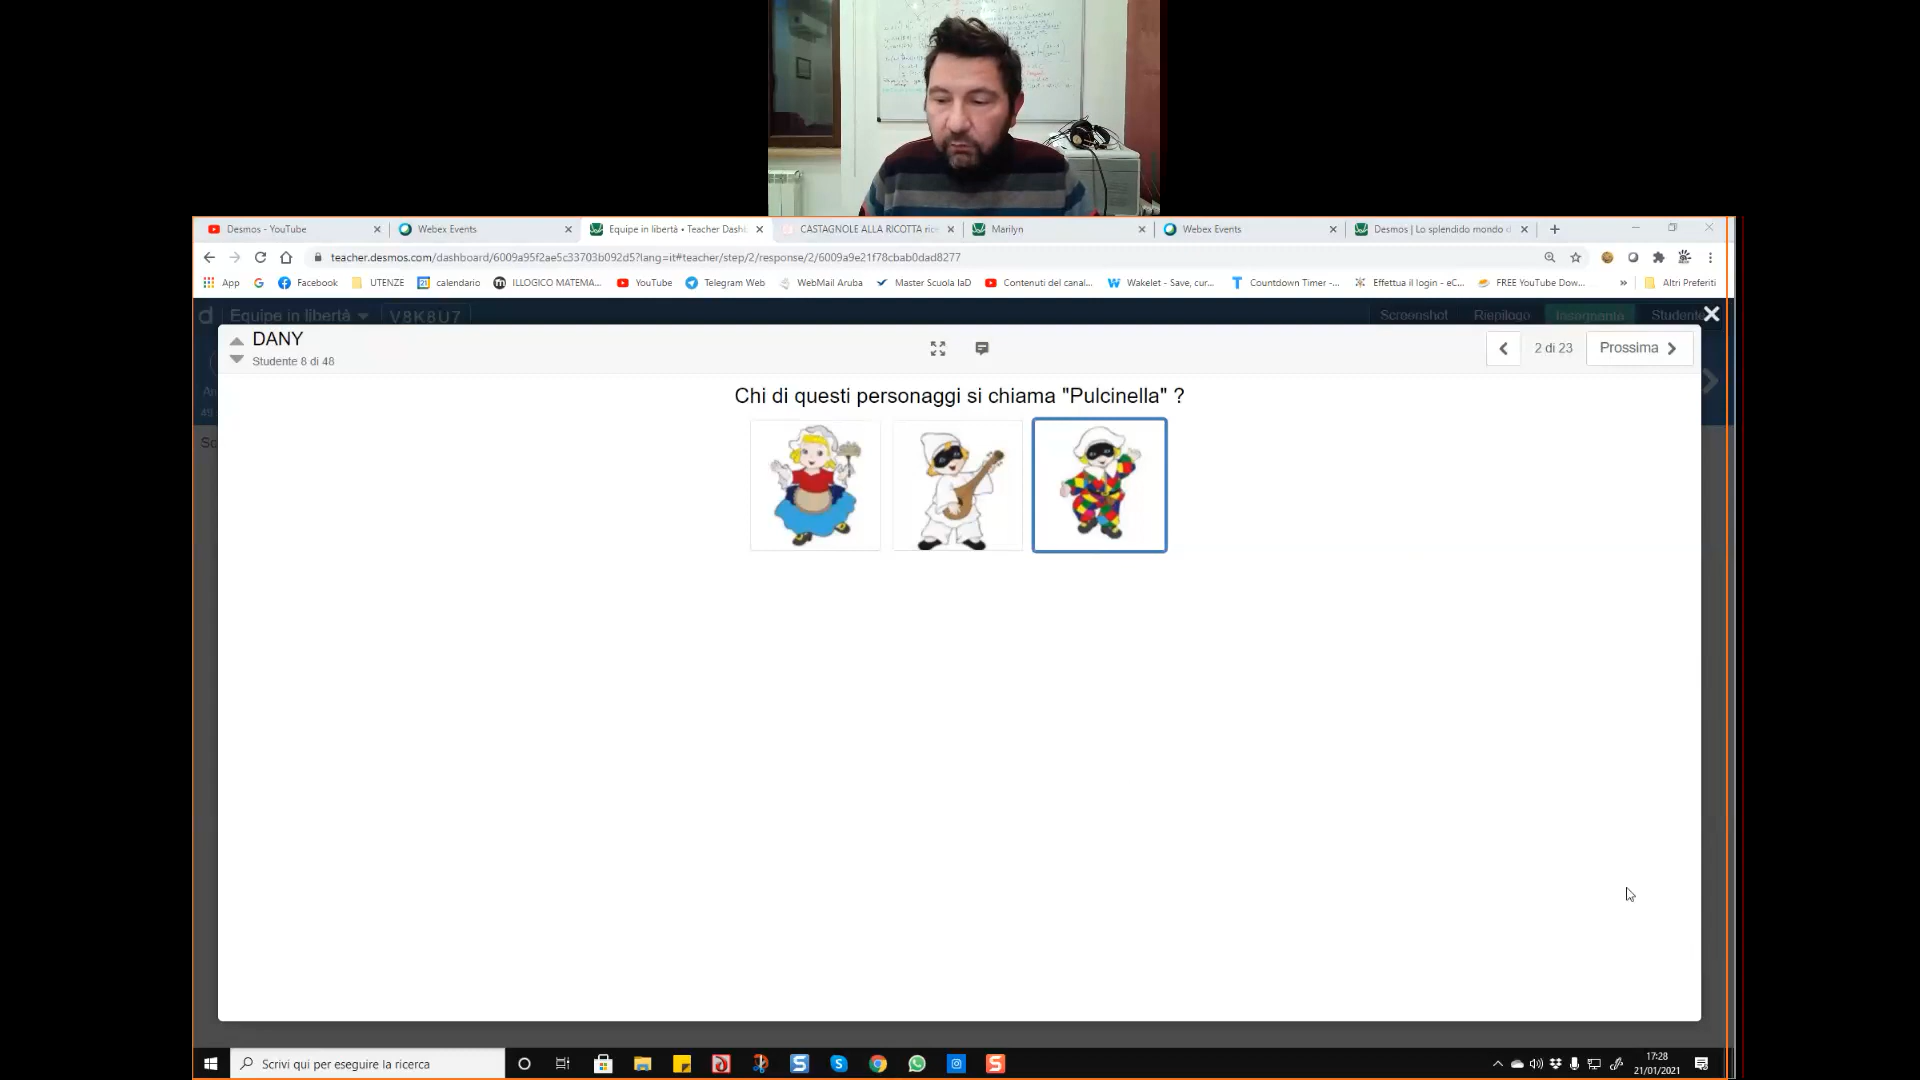 Desmos - YouTube
Webex Events
Equipe in libertà • Teacher Dash
CASTAGNOLE ALLA RICOTTA
Marilyn
Webex Events
Desmos | Lo splendido mondo
teacher.desmos.com/dashboard/6009a95f2ae5c33703b092d5?lang=it#teacher/step/2/response/2/6009a9e21f78cbab0dad8277
App
Facebook
UTENZE
calendario
ILLOGICO MATEMA...
YouTube
Telegram Web
WebMail Aruba
Master Scuola IaD
Contenuti del canal...
Wakelet - Save, cur...
Countdown Timer -...
Effettua il login - eC...
FREE YouTube Dow...
»
Altri Preferiti
Equipe in libertà
V8K8U7
Screenshot
Riepilogo
Insegnante
Studente
DANY
Studente 8 di 48
2 di 23
Prossima
Chi di questi personaggi si chiama "Pulcinella" ?
Scrivi qui per eseguire la ricerca
17:28
21/01/2021